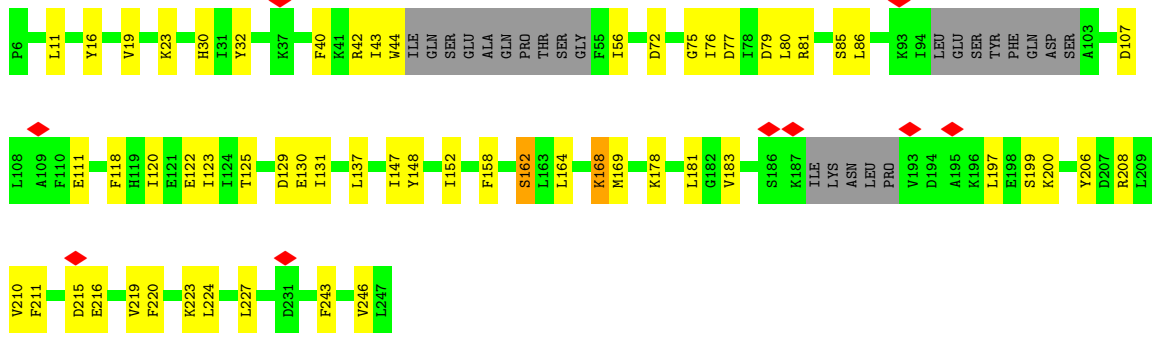 P6 L11 Y16 V19 K23 H30 I31 Y32 K37 F40 K41 R42 I43 W44 ILE GLN SER GLU ALA GLN PRO THR SER GLY F55 I56 D72 G75 I76 D77 I78 D79 L80 R81 S85 L86 K93 I94 LEU GLU SER TYR PHE GLN ASP SER A103 D107
L108 A109 F110 E111 F118 H119 I120 E121 E122 I123 I124 T125 D129 E130 I131 L137 I147 Y148 I152 F158 S162 L163 L164 K168 M169 K178 L181 G182 V183 S186 K187 ILE LYS ASN LEU PRO V193 D194 A195 K196 L197 E198 S199 K200 Y206 D207 R208 L209
V210 F211 D215 E216 V219 F220 K223 L224 L227 D231 F243 V246 L247